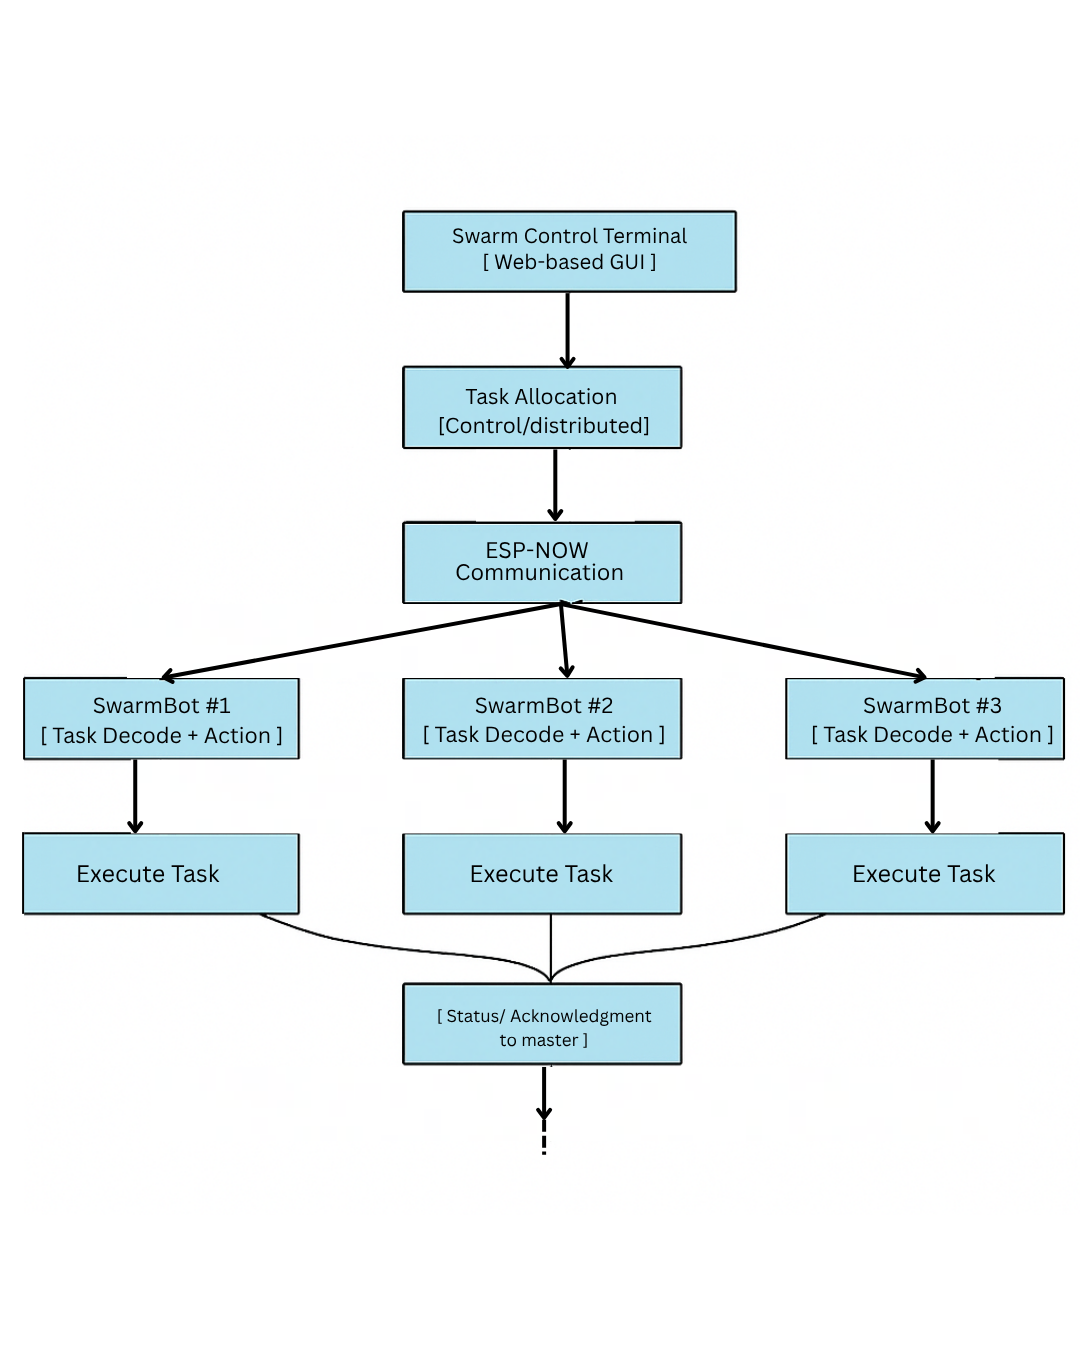 Swarm Control Terminal
[ Web-based GUI ]
Task Allocation
[Control/distributed]
ESP-NOW
Communication
SwarmBot #1
[ Task Decode + Action ]
SwarmBot #2
[ Task Decode + Action ]
SwarmBot #3
[ Task Decode + Action ]
Execute Task
Execute Task
Execute Task
[ Status/ Acknowledgment
to master ]